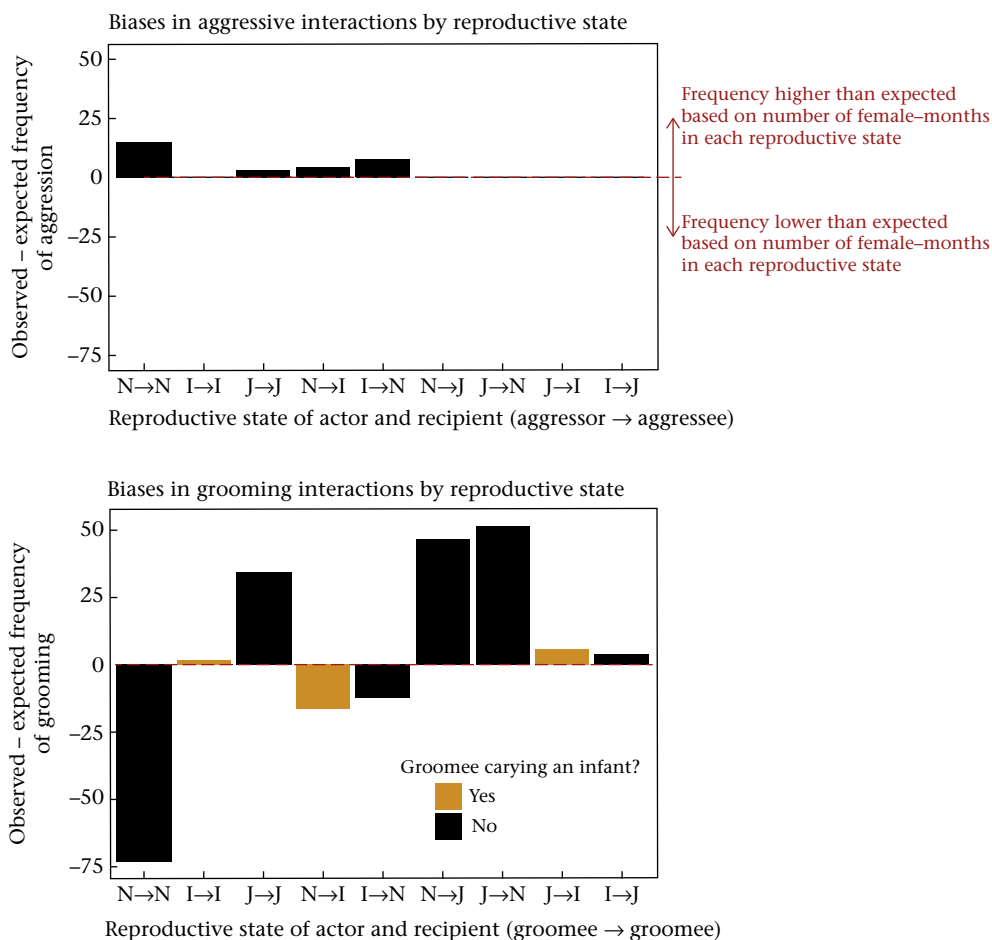 Biases in aggressive interactions by reproductive state
Observed – expected frequency
of aggression
50
25
0
–25
–50
–75
N→N I→I J→J N→I I→N N→J J→N J→I I→J
Reproductive state of actor and recipient (aggressor → aggressee)
Frequency higher than expected
based on number of female–months
in each reproductive state
Frequency lower than expected
based on number of female–months
in each reproductive state
Biases in grooming interactions by reproductive state
Observed – expected frequency
of grooming
50
25
0
–25
–50
–75
Groomee carying an infant?
Yes
No
N→N I→I J→J N→I I→N N→J J→N J→I I→J
Reproductive state of actor and recipient (groomee → groomee)